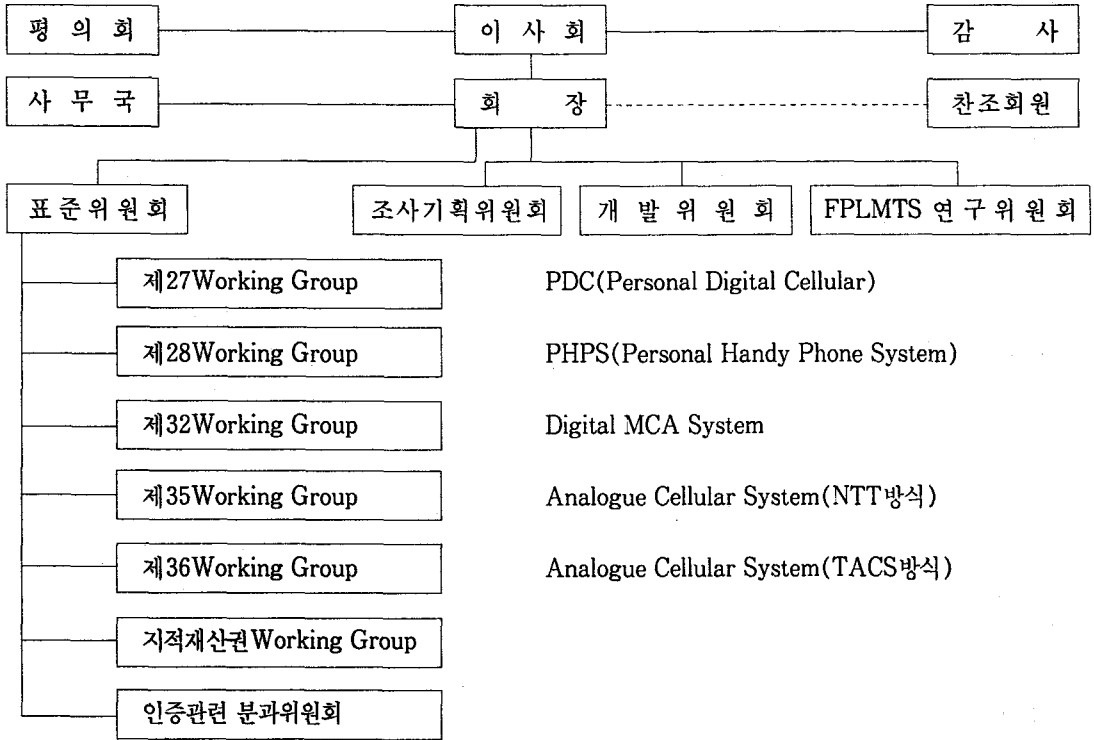 평 의 회 이 사 회 감 사
사 무 국 회 장 찬조회원
표준위원회 조사기획위원회 개 발 위 원 회 FPLMTS 연구위원회
제27Working Group PDC(Personal Digital Cellular)
제28Working Group PHPS(Personal Handy Phone System)
제32Working Group Digital MCA System
제35Working Group Analogue Cellular System(NTT방식)
제36Working Group Analogue Cellular System(TACS방식)
지적재산권Working Group
인증관련 분과위원회